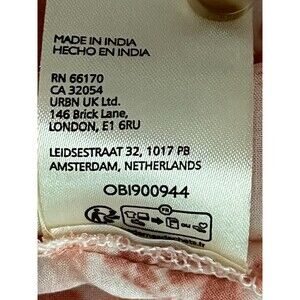 MADE IN INDIA
HECHO EN INDIA
RN 66170
CA 32054
URBN UK Ltd.
146 Brick Lane,
LONDON, E1 6RU
LEIDSESTRAAT 32, 1017 PB
AMSTERDAM, NETHERLANDS
OBI900944
FR